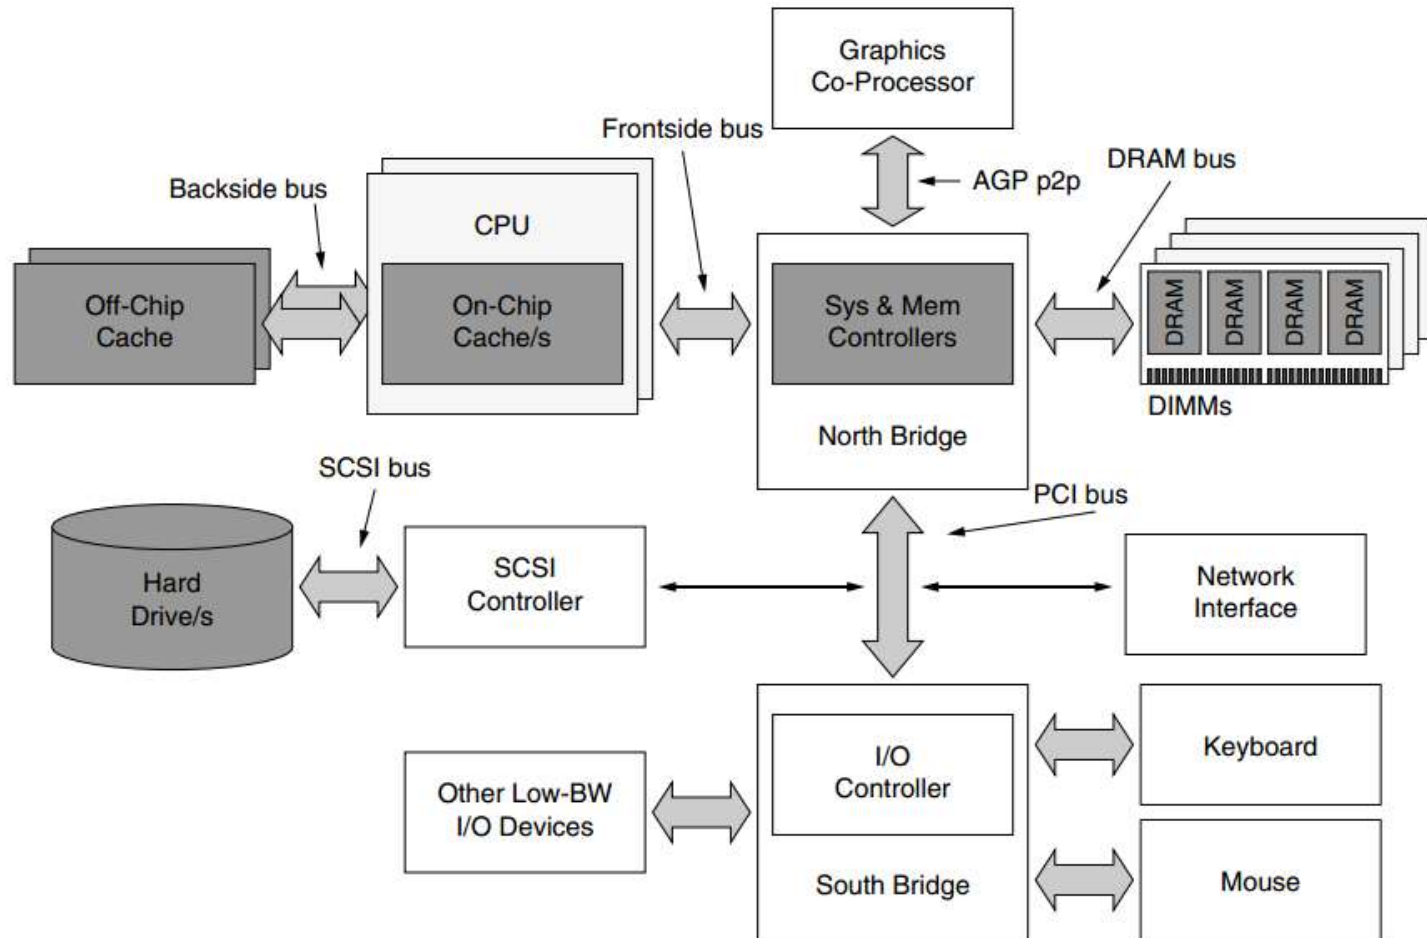 Graphics
Co-Processor
Frontside bus
DRAM bus
Backside bus
AGP p2p
CPU
Off-Chip
Cache
On-Chip
Cache/s
Sys & Mem
Controllers
DRAM
DRAM
DRAM
DRAM
DIMMs
North Bridge
SCSI bus
PCI bus
Hard
Drive/s
SCSI
Controller
Network
Interface
I/O
Controller
Keyboard
Other Low-BW
I/O Devices
South Bridge
Mouse